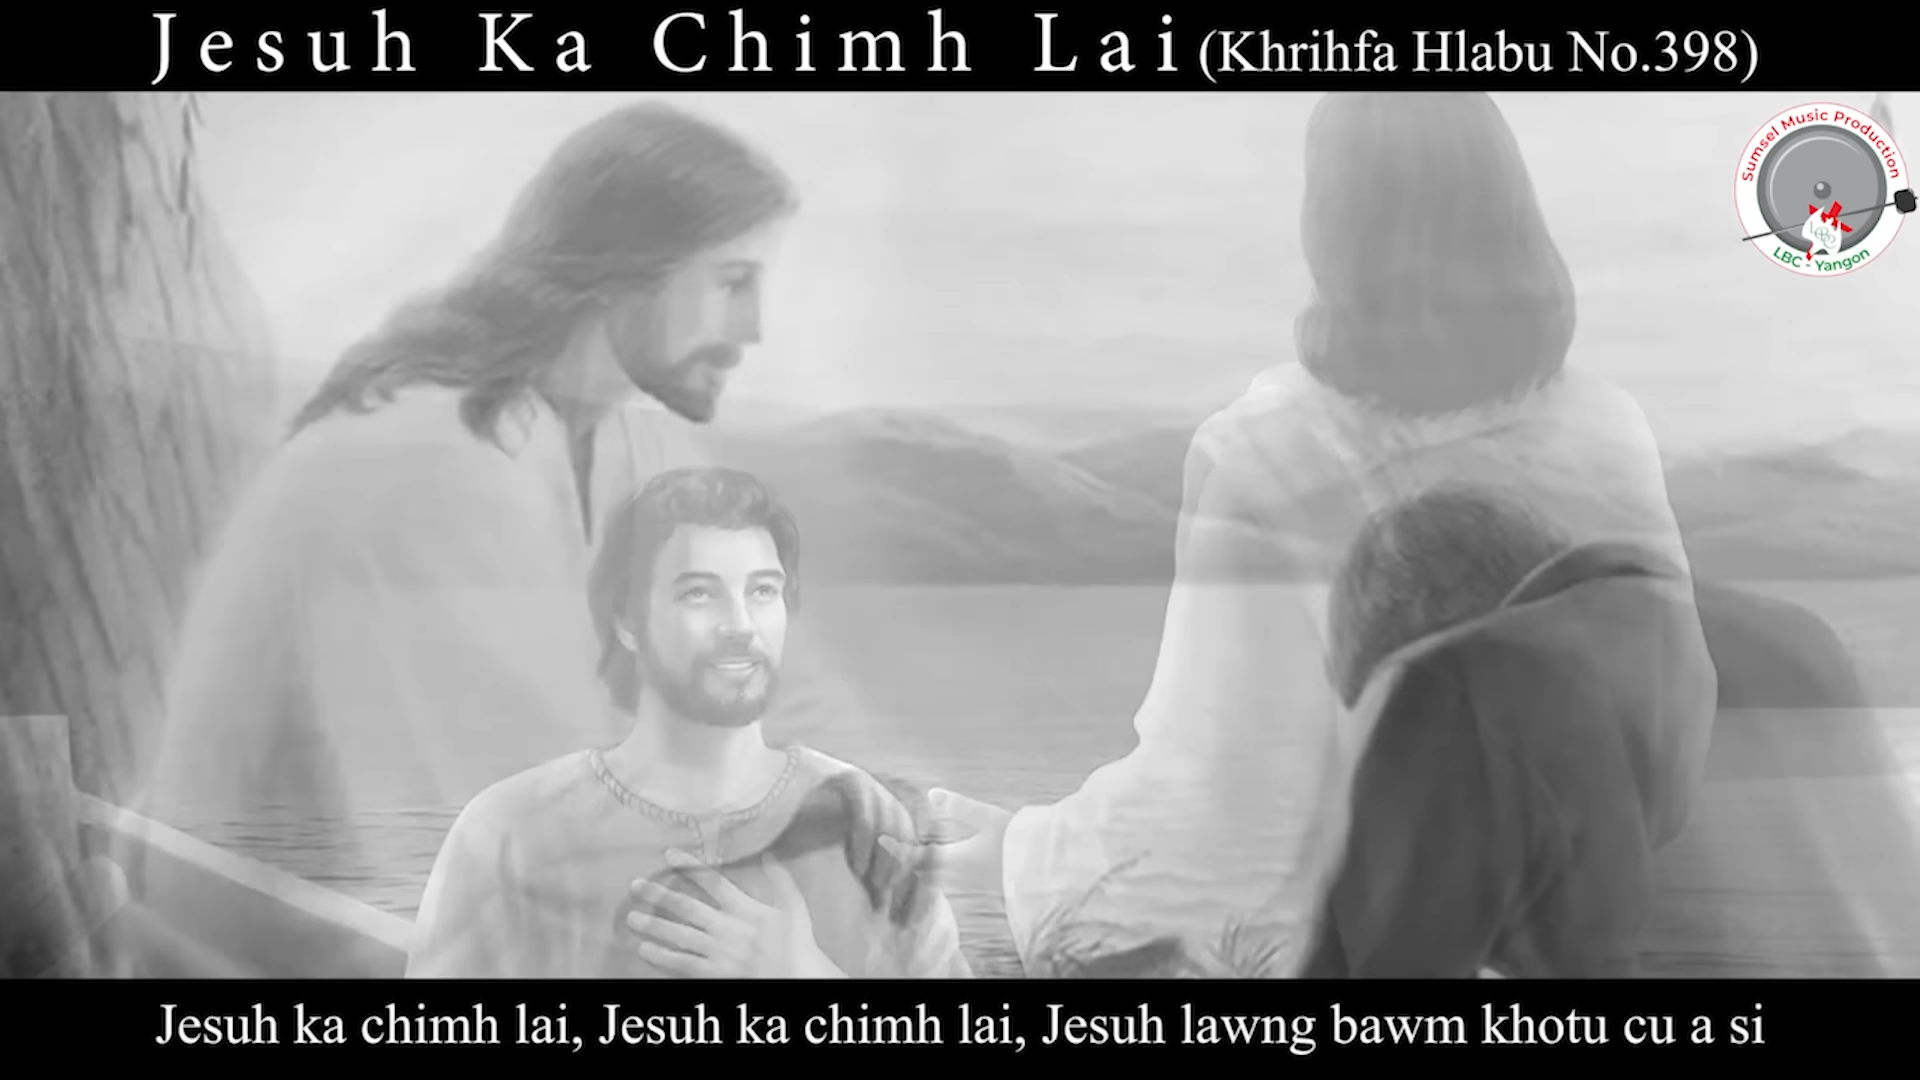 Jesuh Ka Chimh Lai (Khrihfa Hlabu No.398)
Sumsel Music Production
LBC - Yangon
Jesuh ka chimh lai, Jesuh ka chimh lai, Jesuh lawng bawm khotu cu a si